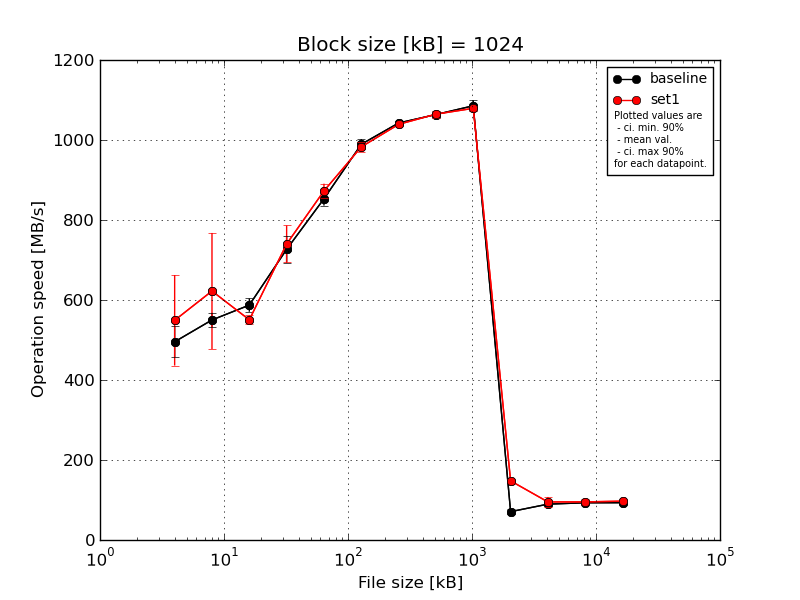 Block size [kB] = 1024
1200
1000
800
600
400
200
0
Operation speed [MB/s]
10^0
10^1
10^2
10^3
10^4
10^5
File size [kB]
baseline
set1
Plotted values are
- ci. min. 90%
- mean val.
- ci. max 90%
for each datapoint.